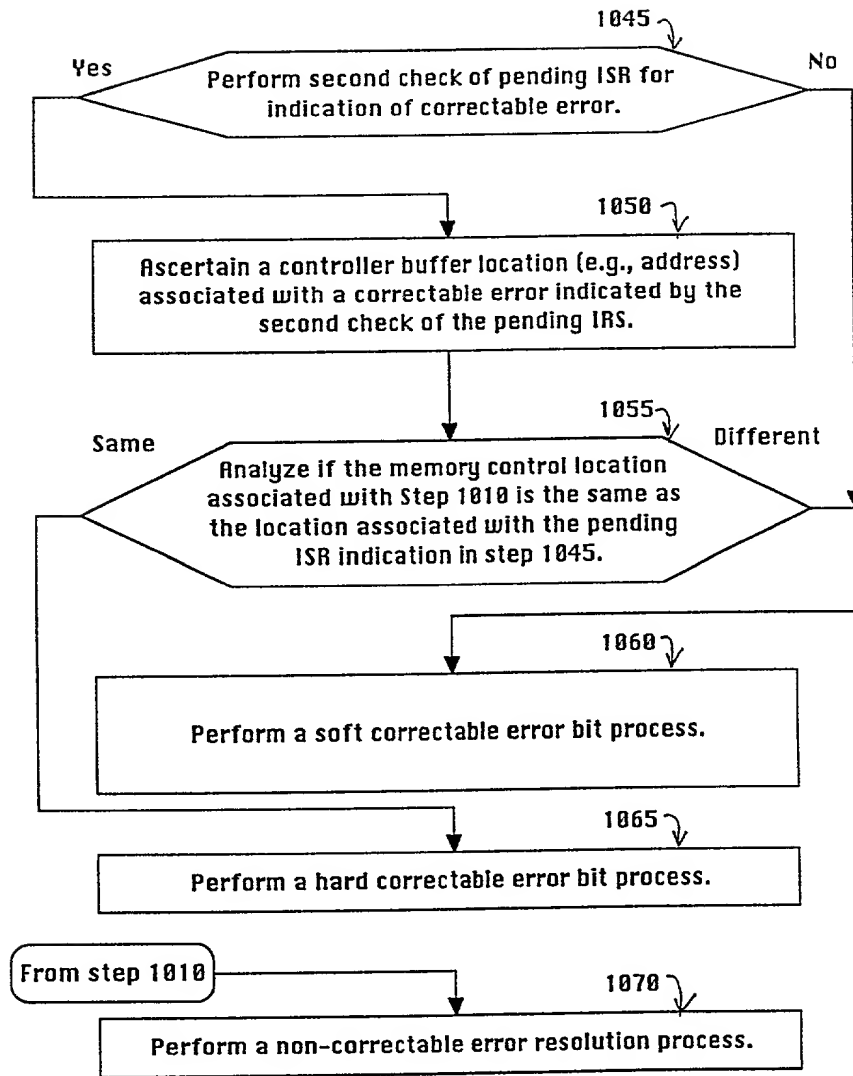 1045
Yes
No
Perform second check of pending ISR for
indication of correctable error.
1050
Ascertain a controller buffer location (e.g., address)
associated with a correctable error indicated by the
second check of the pending IRS.
1055
Same
Different
Analyze if the memory control location
associated with Step 1010 is the same as
the location associated with the pending
ISR indication in step 1045.
1060
Perform a soft correctable error bit process.
1065
Perform a hard correctable error bit process.
From step 1010
1070
Perform a non-correctable error resolution process.